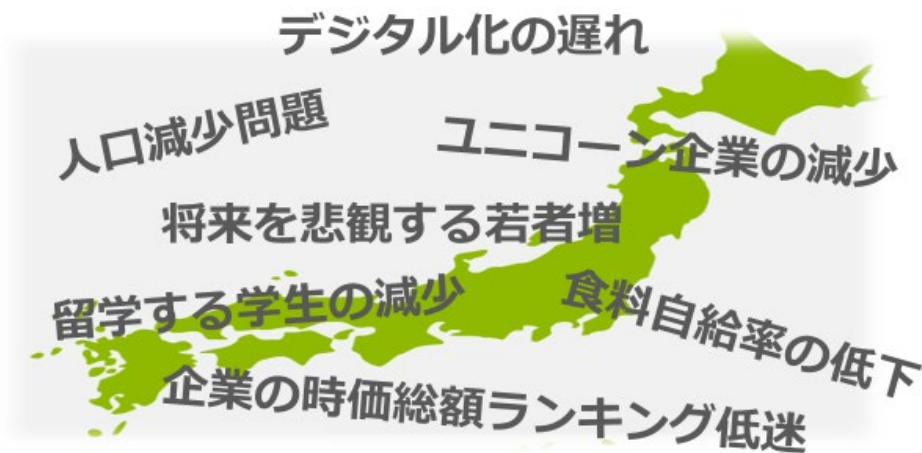 デジタル化の遅れ
人口減少問題
ユニコーン企業の減少
将来を悲観する若者増
留学する学生の減少
食料自給率の低下
企業の時価総額ランキング低迷